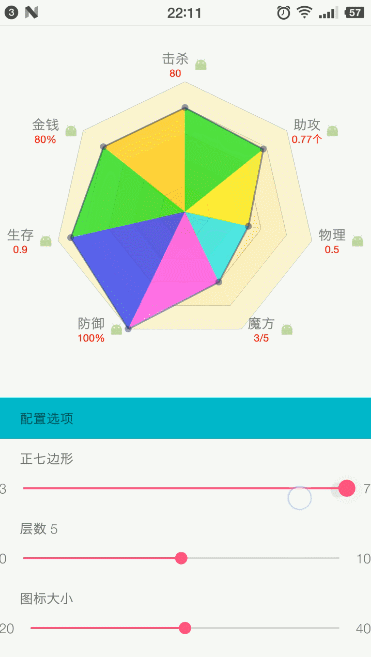 3 22:11 57
击杀
80
金钱
80%
助攻
0.77个
生存
0.9
物理
0.5
防御
100%
魔方
3/5
配置选项
正七边形
3 7
层数 5
0 10
图标大小
20 40